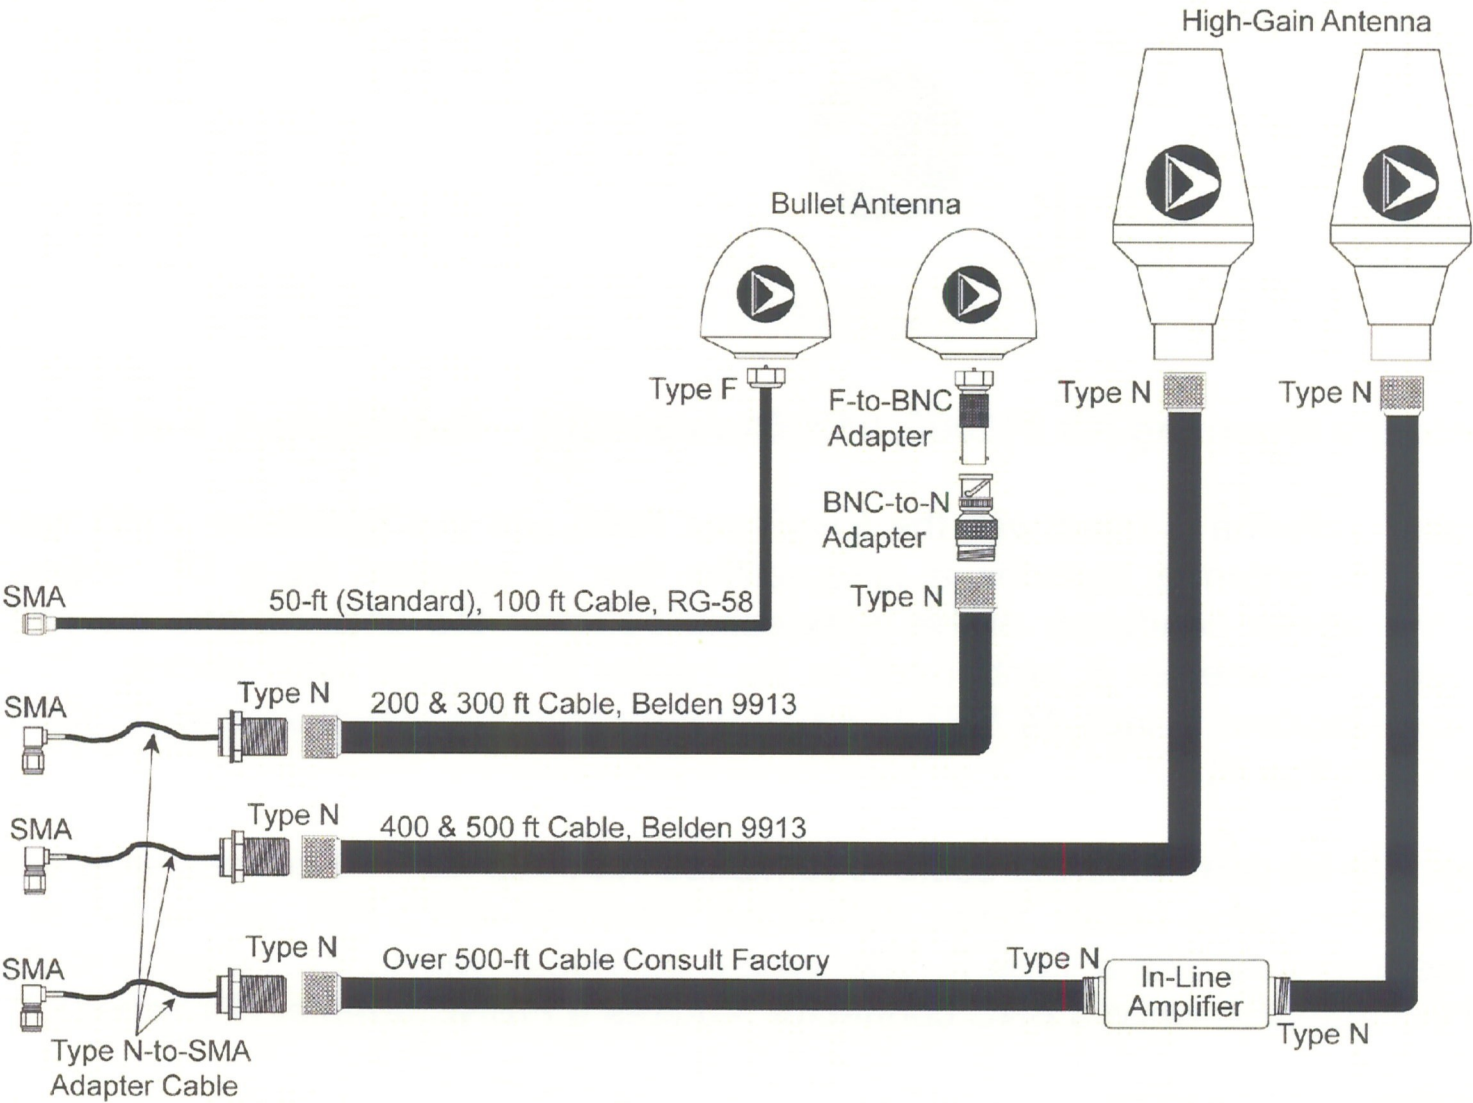 High-Gain Antenna
Bullet Antenna
Type F
F-to-BNC
Adapter
Type N
Type N
BNC-to-N
Adapter
Type N
SMA
50-ft (Standard), 100 ft Cable, RG-58
SMA
Type N
200 & 300 ft Cable, Belden 9913
SMA
Type N
400 & 500 ft Cable, Belden 9913
SMA
Type N
Over 500-ft Cable Consult Factory
Type N
In-Line
Amplifier
Type N
Type N-to-SMA
Adapter Cable